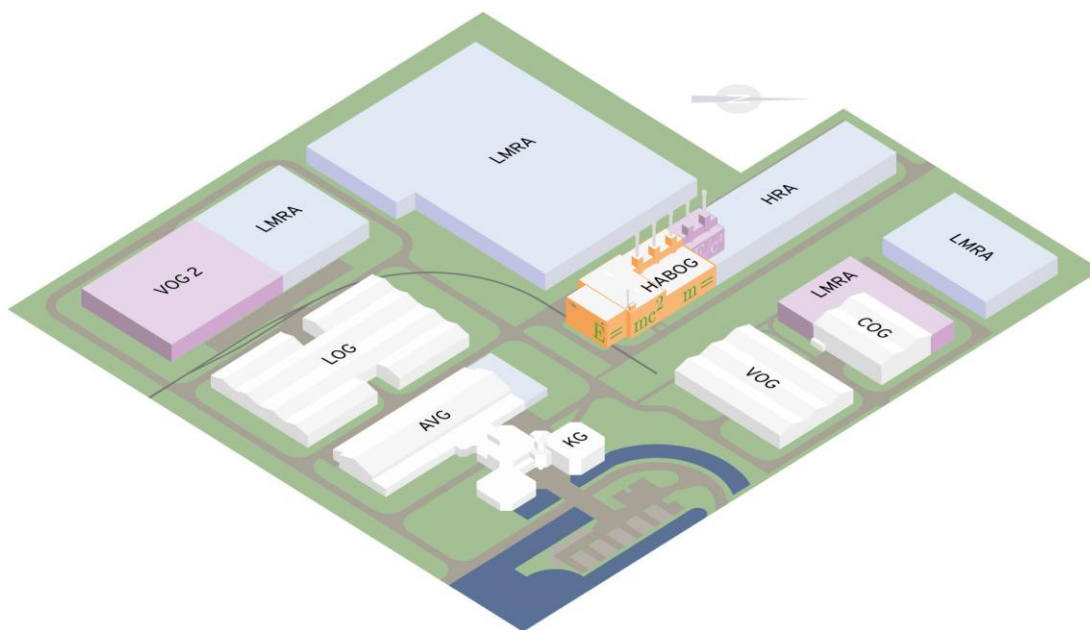 LMRA
N
HRA
LMRA
VOG 2
LMRA
HABOG
E = mc² m =
LMRA
COG
LOG
VOG
AVG
KG